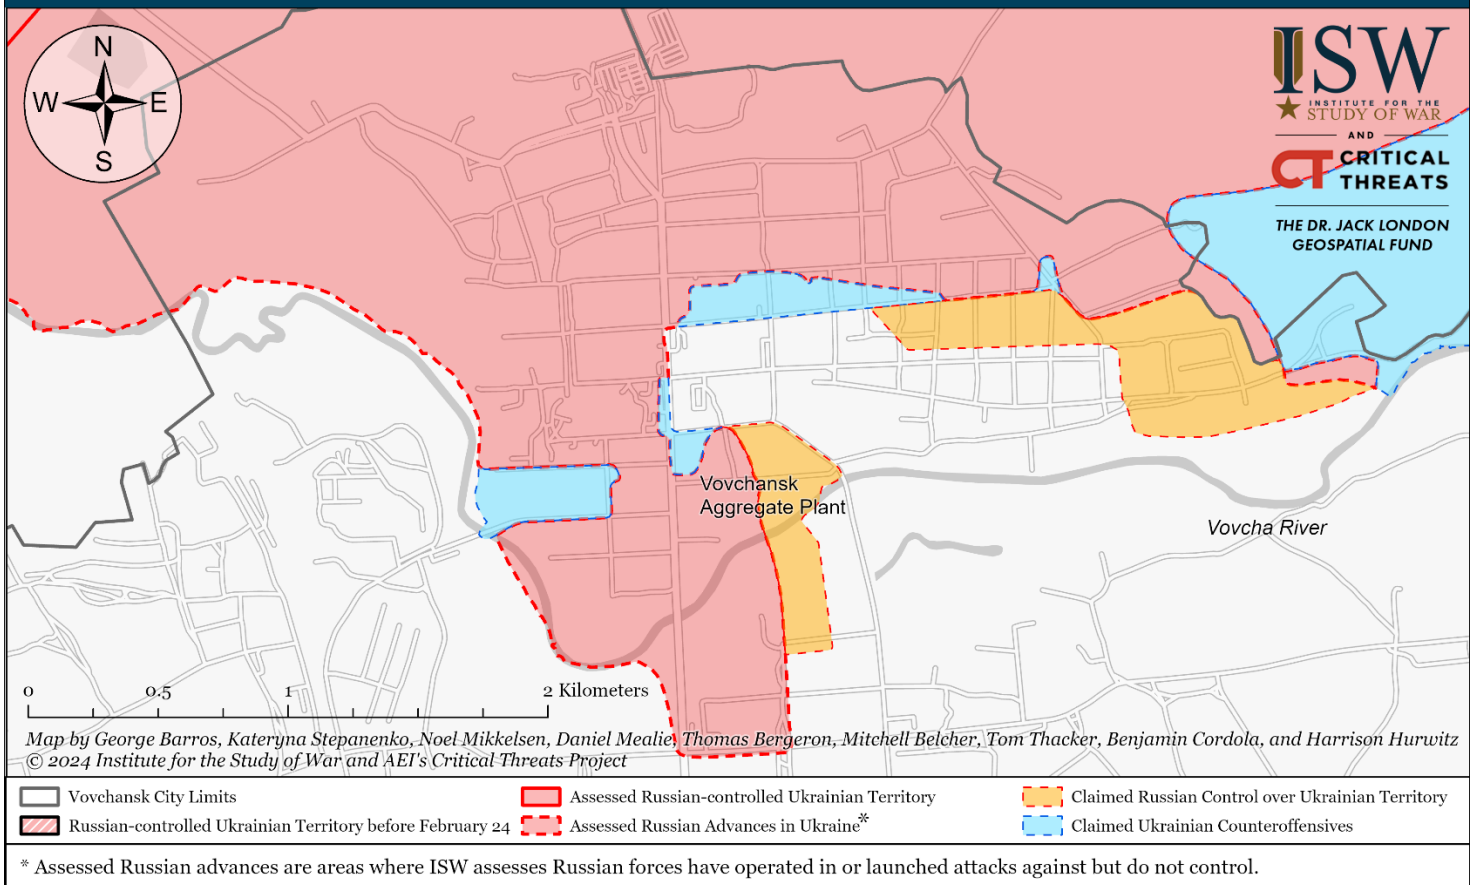 N
W E
S
ISW
INSTITUTE FOR THE
STUDY OF WAR
AND
CT CRITICAL
THREATS
THE DR. JACK LONDON
GEOSPATIAL FUND
Vovchansk
Aggregate Plant
Vovcha River
0 0.5 1 2 Kilometers
Map by George Barros, Kateryna Stepanenko, Noel Mikkelsen, Daniel Mealie, Thomas Bergeron, Mitchell Belcher, Tom Thacker, Benjamin Cordola, and Harrison Hurwitz
© 2024 Institute for the Study of War and AEI's Critical Threats Project
Vovchansk City Limits
Assessed Russian-controlled Ukrainian Territory
Claimed Russian Control over Ukrainian Territory
Russian-controlled Ukrainian Territory before February 24
Assessed Russian Advances in Ukraine*
Claimed Ukrainian Counteroffensives
* Assessed Russian advances are areas where ISW assesses Russian forces have operated in or launched attacks against but do not control.